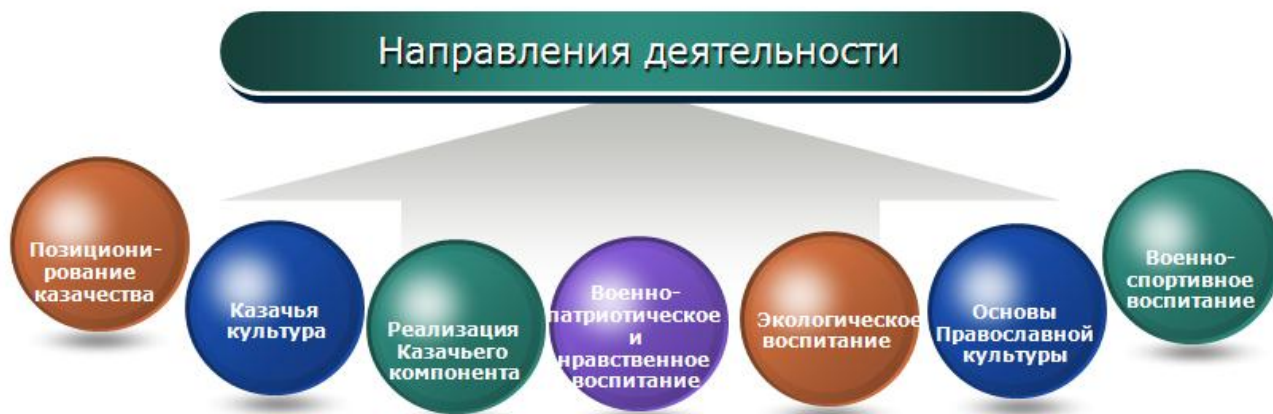 Направления деятельности
Позициони-
рование
казачества
Казачья
культура
Реализация
Казачьего
компонента
Военно-
патриотическое
и
нравственное
воспитание
Экологическое
воспитание
Основы
Православной
культуры
Военно-
спортивное
воспитание